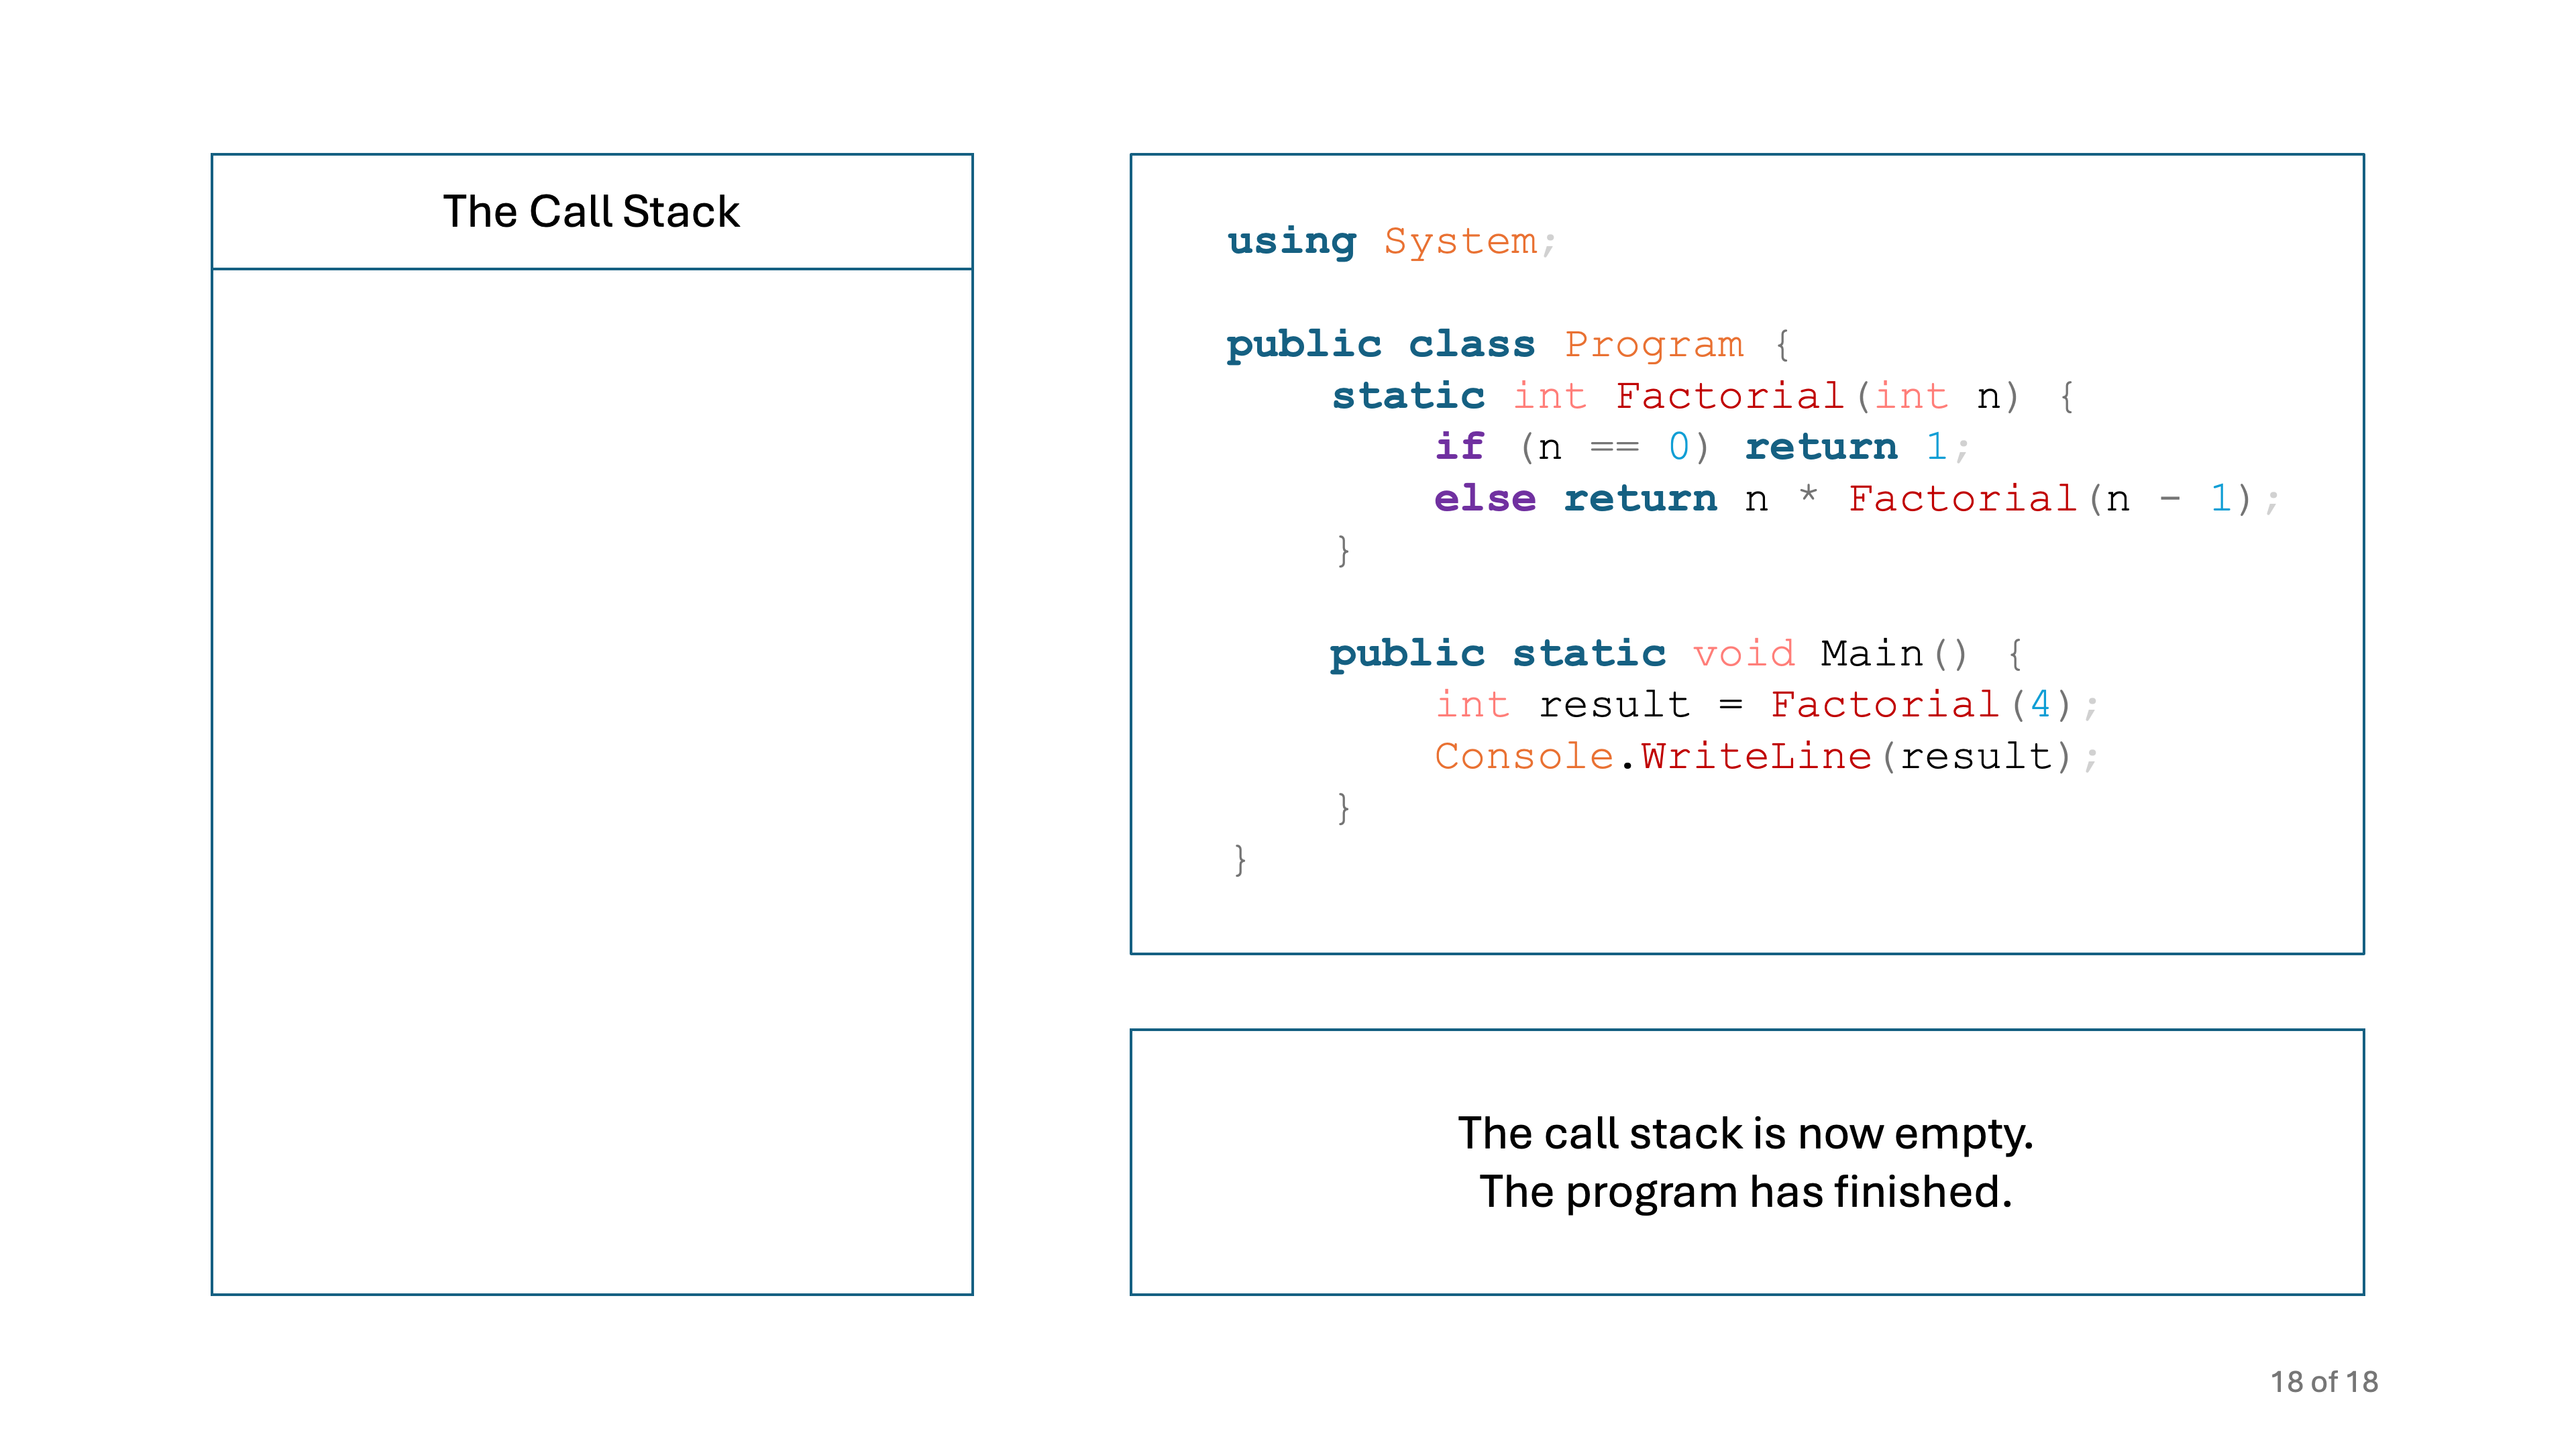 The Call Stack
using System;
public class Program {
static int Factorial(int n) {
if (n == 0) return 1;
else return n * Factorial(n - 1);
}
public static void Main() {
int result = Factorial(4);
Console.WriteLine(result);
}
}
The call stack is now empty.
The program has finished.
18 of 18